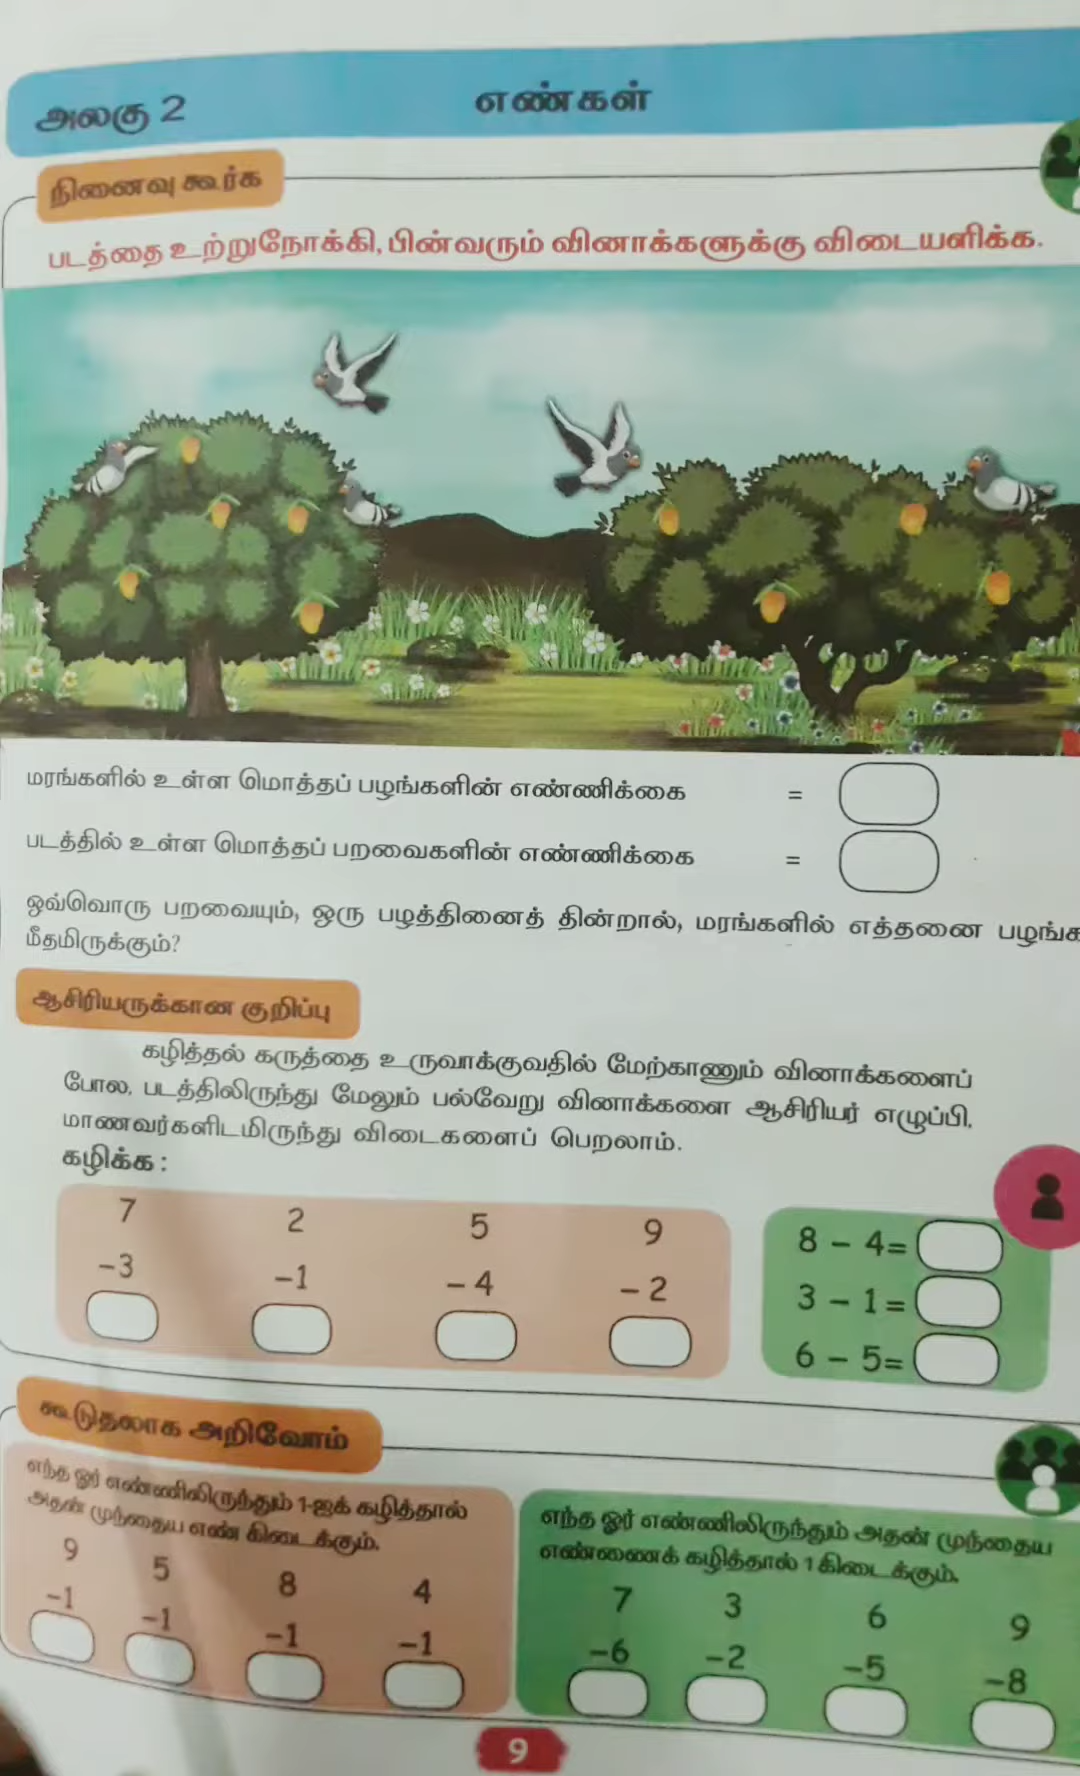 அலகு 2
எண்கள்
நினைவு கூர்க
படத்தை உற்றுநோக்கி, பின்வரும் வினாக்களுக்கு விடையளிக்க.
மரங்களில் உள்ள மொத்தப் பழங்களின் எண்ணிக்கை =
படத்தில் உள்ள மொத்தப் பறவைகளின் எண்ணிக்கை =
ஒவ்வொரு பறவையும், ஒரு பழத்தினைத் தின்றால், மரங்களில் எத்தனை
மீதமிருக்கும்?
ஆசிரியருக்கான குறிப்பு
கழித்தல் கருத்தை உருவாக்குவதில் மேற்காணும் வினாக்களைப்
போல, படத்திலிருந்து மேலும் பல்வேறு வினாக்களை ஆசிரியர் எழுப்பி,
மாணவர்களிடமிருந்து விடைகளைப் பெறலாம்.
கழிக்க :
7 2 5 9
-3 -1 - 4 - 2
8 - 4=
3 - 1=
6 - 5=
கூடுதலாக அறிவோம்
எந்த ஓர் எண்ணிலிருந்தும் 1-ஐக் கழித்தால்
அதன் முந்தைய எண் கிடைக்கும்.
9 5 8 4
-1 -1 -1 -1
எந்த ஓர் எண்ணிலிருந்தும் அதன் முந்தைய
எண்ணைக் கழித்தால் 1 கிடைக்கும்.
7 3 6 9
-6 -2 -5 -8
9